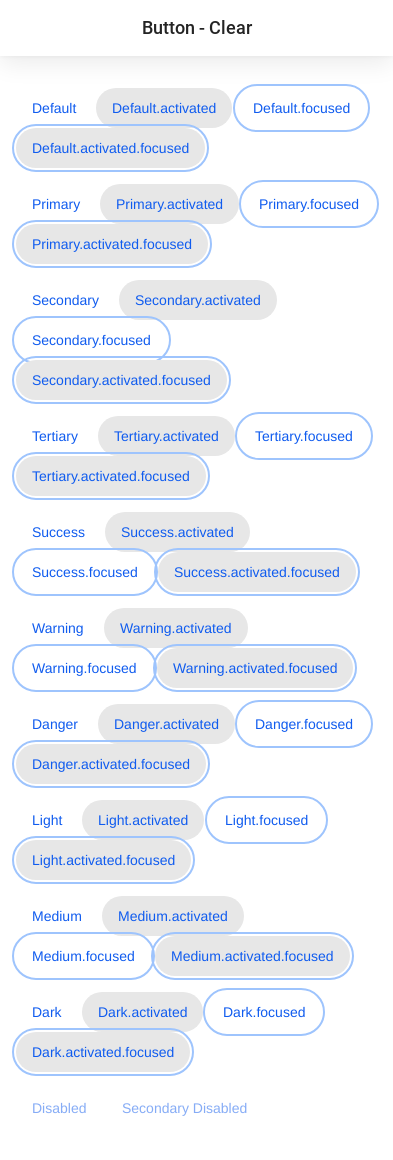 Button - Clear
Default Default.activated Default.focused
Default.activated.focused
Primary Primary.activated Primary.focused
Primary.activated.focused
Secondary Secondary.activated
Secondary.focused
Secondary.activated.focused
Tertiary Tertiary.activated Tertiary.focused
Tertiary.activated.focused
Success Success.activated
Success.focused Success.activated.focused
Warning Warning.activated
Warning.focused Warning.activated.focused
Danger Danger.activated Danger.focused
Danger.activated.focused
Light Light.activated Light.focused
Light.activated.focused
Medium Medium.activated
Medium.focused Medium.activated.focused
Dark Dark.activated Dark.focused
Dark.activated.focused
Disabled Secondary Disabled